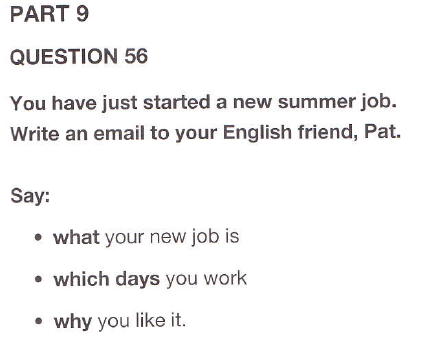 PART 9
QUESTION 56
You have just started a new summer job.
Write an email to your English friend, Pat.
Say:
• what your new job is
• which days you work
• why you like it.